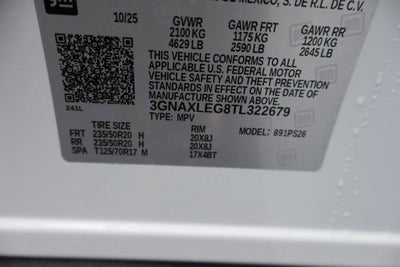 gm
DE MEXICO, S. DE R.L. DE C.V.
10/25 GVWR GAWR FRT GAWR RR
2100 KG 1175 KG 1200 KG
4629 LB 2590 LB 2645 LB
THIS VEHICLE CONFORMS TO ALL
APPLICABLE U.S. FEDERAL MOTOR
VEHICLE SAFETY AND THEFT PREVENTION
STANDARDS IN EFFECT ON THE DATE OF
MANUFACTURE SHOWN ABOVE.
3GNAXLEG8TL322679
TYPE: MPV
241L
MODEL: 891PS26
TIRE SIZE RIM
FRT 235/50R20 H 20X8J
RR 235/50R20 H 20X8J
SPA T125/70R17 M 17X4BT